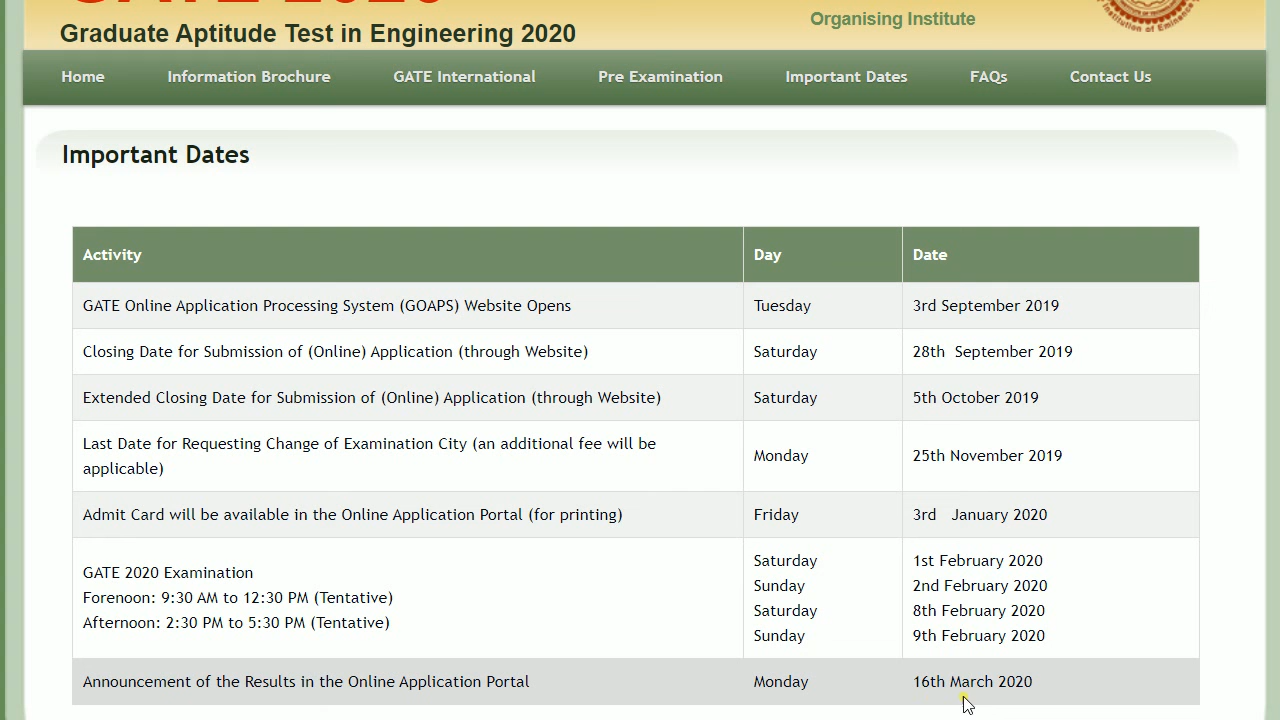 GATE 2020
Graduate Aptitude Test in Engineering 2020
Organising Institute
Institution of Eminence
Home Information Brochure GATE International Pre Examination Important Dates FAQs Contact Us
Important Dates
Activity Day Date
GATE Online Application Processing System (GOAPS) Website Opens Tuesday 3rd September 2019
Closing Date for Submission of (Online) Application (through Website) Saturday 28th September 2019
Extended Closing Date for Submission of (Online) Application (through Website) Saturday 5th October 2019
Last Date for Requesting Change of Examination City (an additional fee will be
applicable) Monday 25th November 2019
Admit Card will be available in the Online Application Portal (for printing) Friday 3rd January 2020
GATE 2020 Examination
Forenoon: 9:30 AM to 12:30 PM (Tentative)
Afternoon: 2:30 PM to 5:30 PM (Tentative)
Saturday 1st February 2020
Sunday 2nd February 2020
Saturday 8th February 2020
Sunday 9th February 2020
Announcement of the Results in the Online Application Portal Monday 16th March 2020